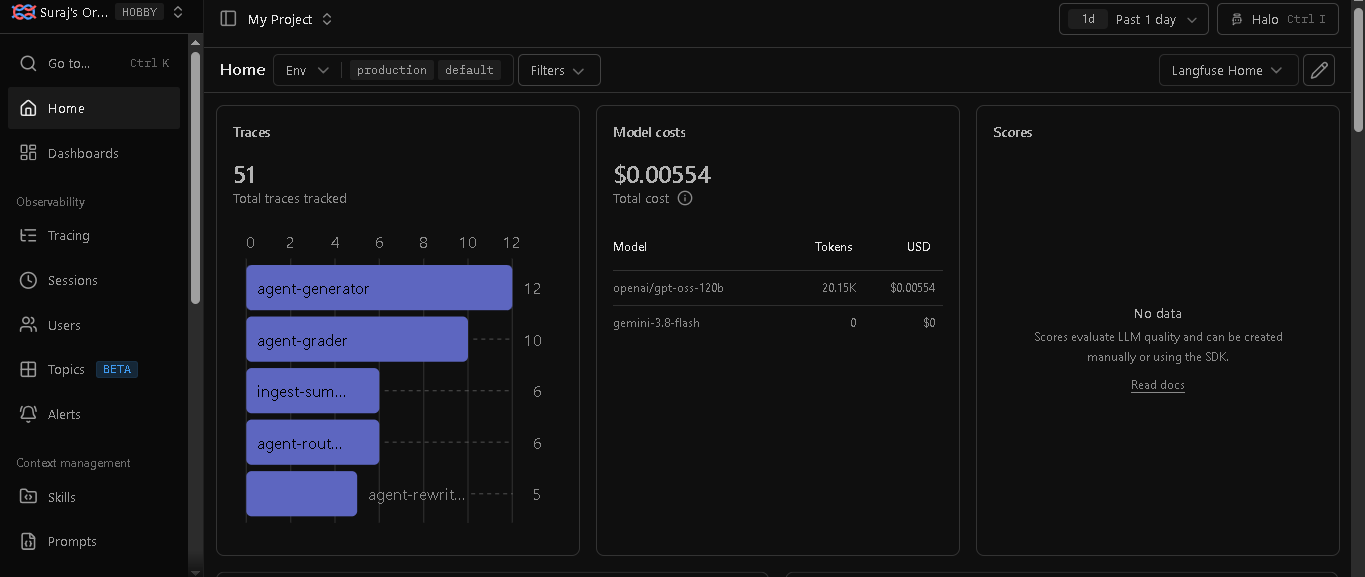 Suraj's Or... HOBBY
Go to... Ctrl K
Home
Dashboards
Observability
Tracing
Sessions
Users
Topics BETA
Alerts
Context management
Skills
Prompts
My Project
1d Past 1 day
Halo Ctrl I
Home
Env production default
Filters
Langfuse Home
Traces
51
Total traces tracked
0 2 4 6 8 10 12
agent-generator 12
agent-grader 10
ingest-sum... 6
agent-rout... 6
agent-rewrit... 5
Model costs
$0.00554
Total cost
Model Tokens USD
openai/gpt-oss-120b 20.15K $0.00554
gemini-3.8-flash 0 $0
Scores
No data
Scores evaluate LLM quality and can be created
manually or using the SDK.
Read docs